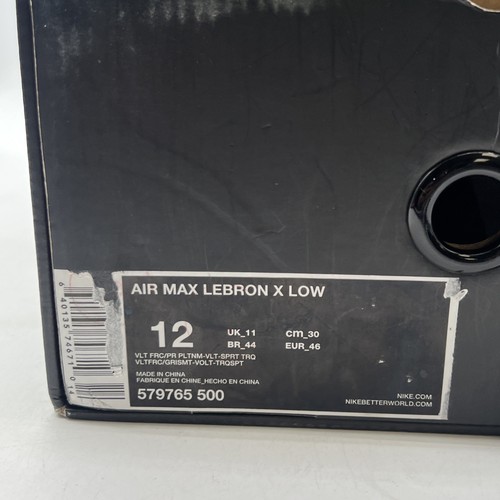 AIR MAX LEBRON X LOW
12
UK_11 cm_30
BR_44 EUR_46
VLT FRC/PR PLTNM-VLT-SPRT TRQ
VLTFRC/GRISMT-VOLT-TRQSPT
MADE IN CHINA
FABRIQUE EN CHINE_HECHO EN CHINA
579765 500
NIKE.COM
NIKEBETTERWORLD.COM